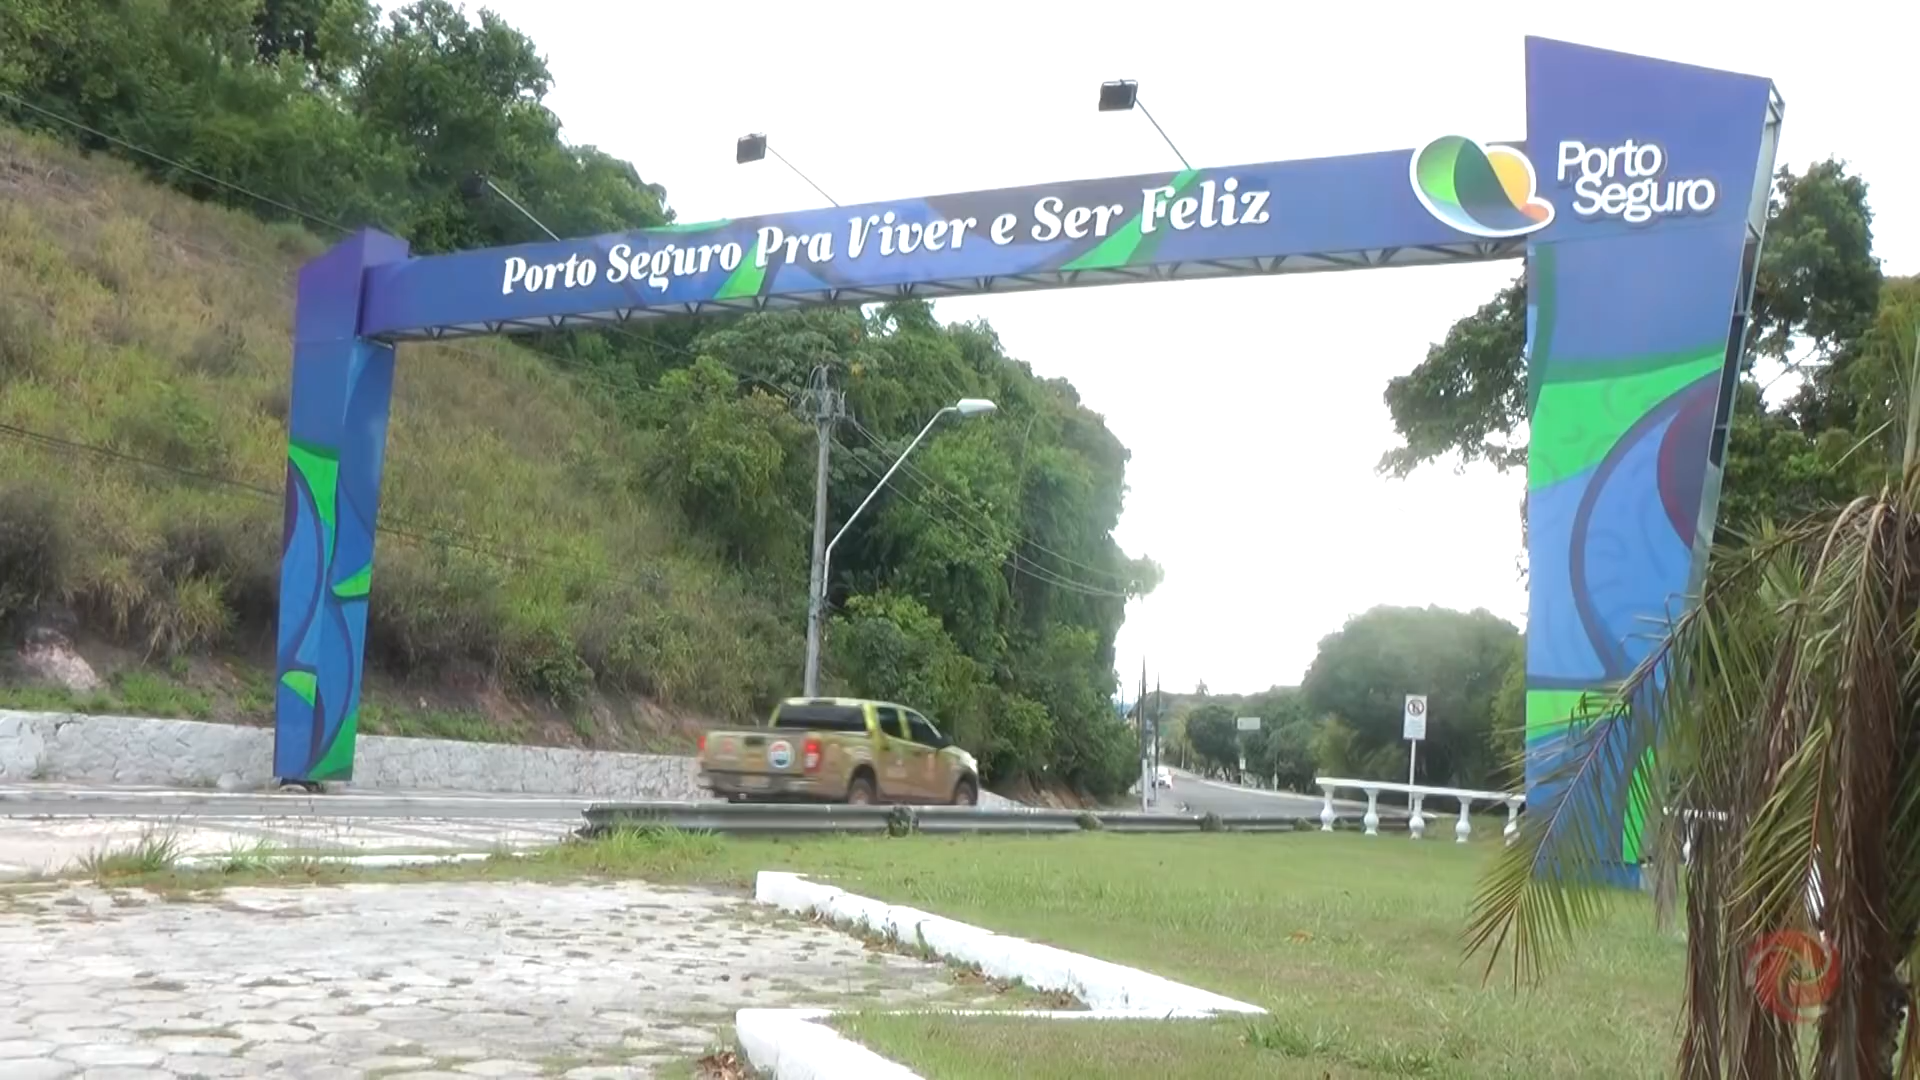 Porto Seguro Pra Viver e Ser Feliz
Porto
Seguro